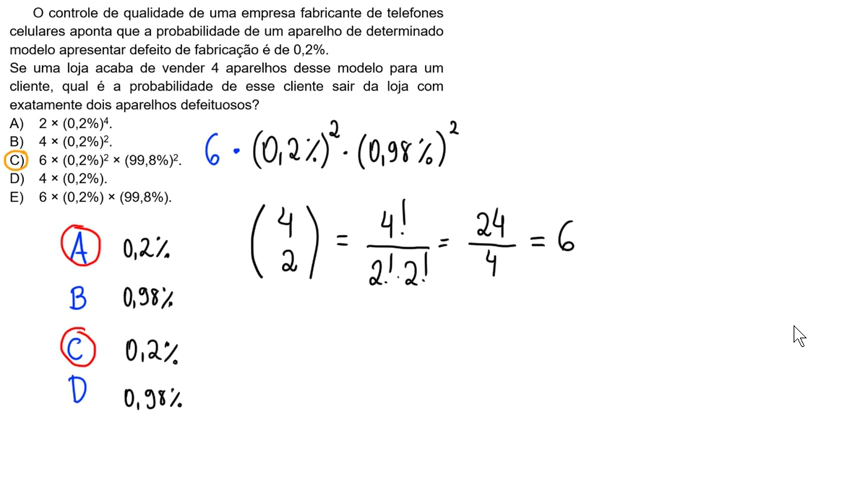 O controle de qualidade de uma empresa fabricante de telefones
celulares aponta que a probabilidade de um aparelho de determinado
modelo apresentar defeito de fabricação é de 0,2%.
Se uma loja acaba de vender 4 aparelhos desse modelo para um
cliente, qual é a probabilidade de esse cliente sair da loja com
exatamente dois aparelhos defeituosos?
A) 2 × (0,2%)⁴.
B) 4 × (0,2%)².
C) 6 × (0,2%)² × (99,8%)².
D) 4 × (0,2%).
E) 6 × (0,2%) × (99,8%).
6 · (0,2%)² · (0,98%)²
(4 2) = 4!/2!·2! = 24/4 = 6
A 0,2%
B 0,98%
C 0,2%
D 0,98%